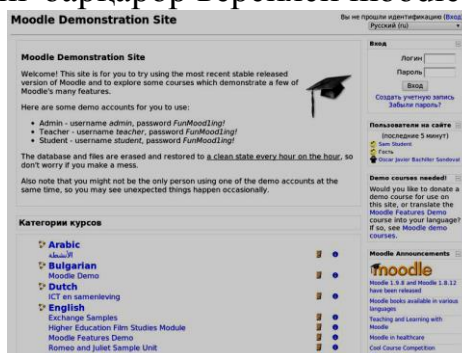 Moodle Demonstration Site
Вы не прошли идентификацию (Вход
Русский (ru)
Moodle Demonstration Site
Welcome! This site is for you to try using the most recent stable released
version of Moodle and to explore some courses which demonstrate a few of
Moodle's many features.
Here are some demo accounts for you to use:
• Admin - username admin, password FunMood1ing!
• Teacher - username teacher, password FunMood1ing!
• Student - username student, password FunMood1ing!
The database and files are erased and restored to a clean state every hour on the hour, so
don't worry if you make a mess.
Also note that you might not be the only person using one of the demo accounts at the
same time, so you may see unexpected things happen occasionally.
Категории курсов
Arabic
الأنشطة
Bulgarian
Moodle Demo
Dutch
ICT en samenleving
English
Exchange Samples
Higher Education Film Studies Module
Moodle Features Demo
Romeo and Juliet Sample Unit
Вход
Логин
Пароль
Вход
Создать учетную запись
Забыли пароль?
Пользователи на сайте
(последние 5 минут)
Sam Student
Гость
Oscar Javier Bachiller Sandoval
Demo courses needed!
Would you like to donate a
demo course for use on
this site, or translate the
Moodle Features Demo
course into your language?
If so, see Moodle demo
courses.
Moodle Announcements
moodle
Moodle 1.9.8 and Moodle 1.8.12
have been released
Moodle books available in various
languages
Teaching and Learning with
Moodle
Moodle in healthcare
Cool Course Competition